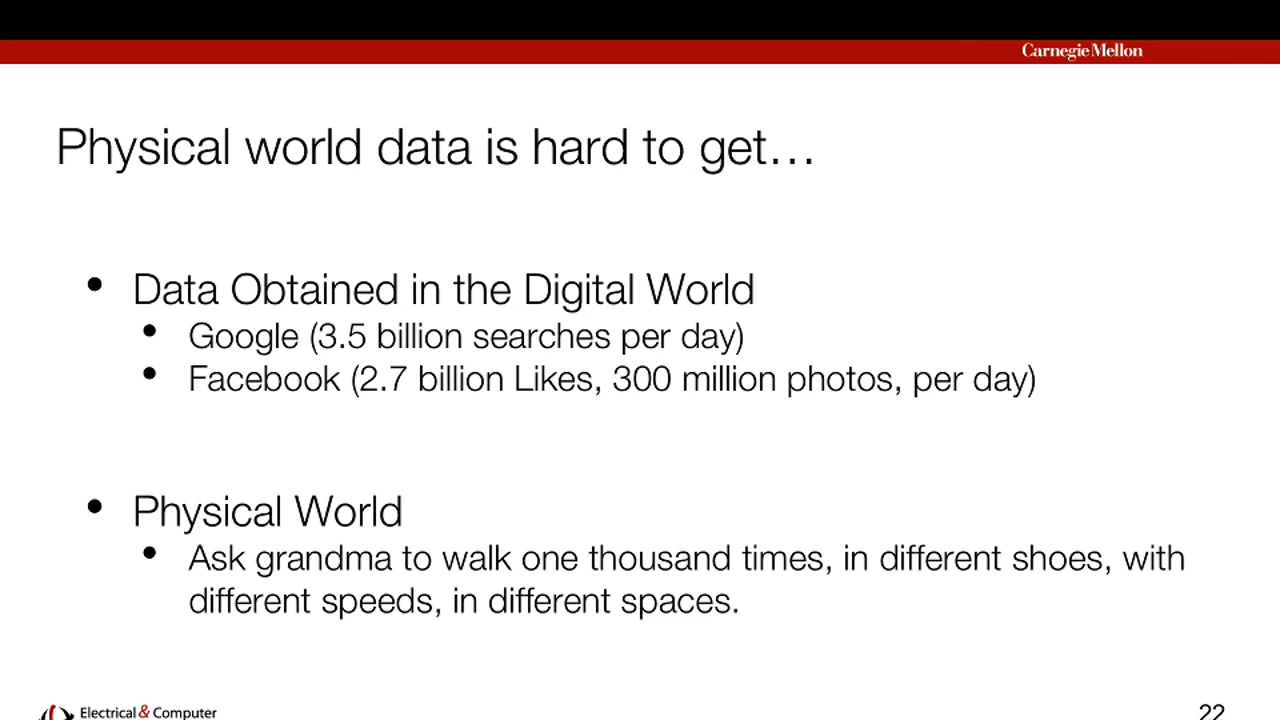 Carnegie Mellon
Physical world data is hard to get…
• Data Obtained in the Digital World
• Google (3.5 billion searches per day)
• Facebook (2.7 billion Likes, 300 million photos, per day)
• Physical World
• Ask grandma to walk one thousand times, in different shoes, with
different speeds, in different spaces.
Electrical & Computer
22